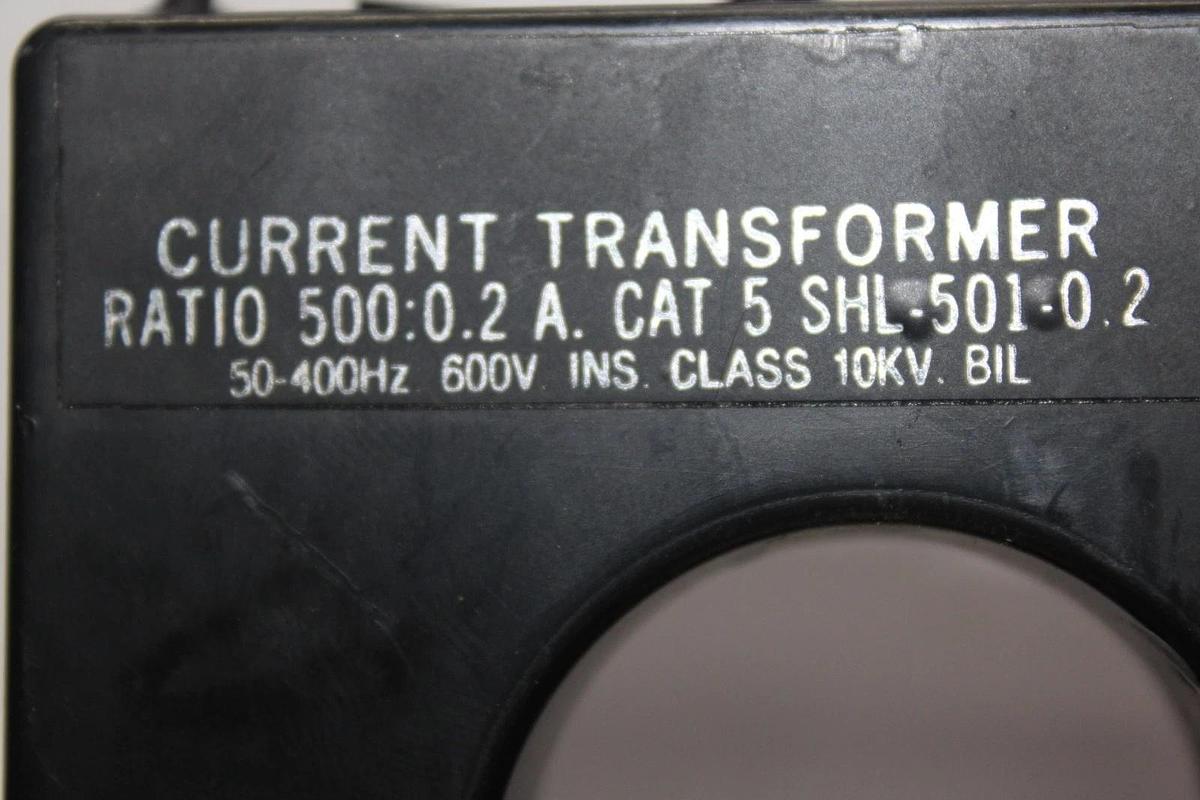 CURRENT TRANSFORMER
RATIO 500:0.2 A. CAT 5 SHL-501-0.2
50-400Hz. 600V. INS. CLASS 10KV. BIL